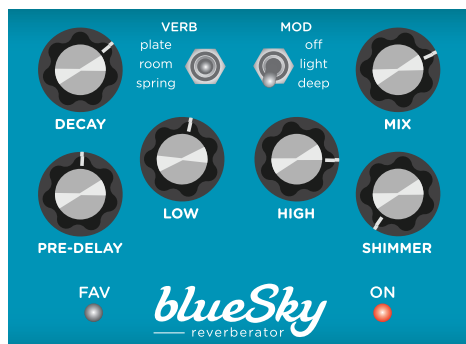 VERB
MOD
plate
off
room
light
spring
deep
DECAY
MIX
LOW
HIGH
PRE-DELAY
SHIMMER
FAV
ON
blueSky
reverberator